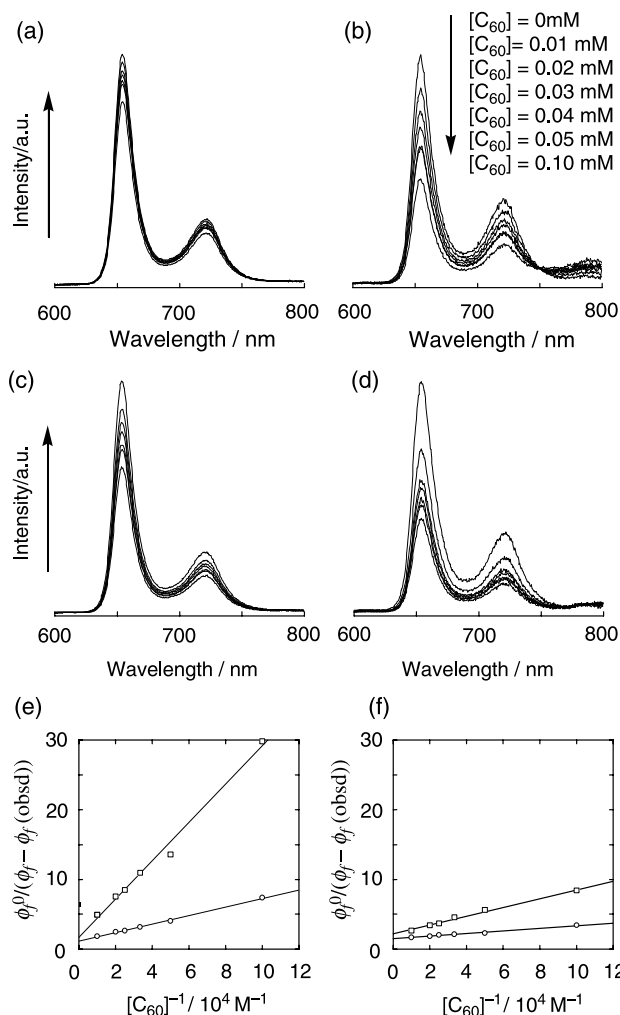 (a)
(b)
[C60] = 0mM
[C60]= 0.01 mM
[C60] = 0.02 mM
[C60] = 0.03 mM
[C60] = 0.04 mM
[C60] = 0.05 mM
[C60] = 0.10 mM
Intensity/a.u.
600 700 800
600 700 800
Wavelength / nm
Wavelength / nm
(c)
(d)
Intensity/a.u.
600 700 800
600 700 800
Wavelength / nm
Wavelength / nm
(e)
(f)
ϕf⁰/(ϕf – ϕf (obsd))
30
20
10
0
0 2 4 6 8 10 12
[C60]⁻¹ / 10⁴ M⁻¹
ϕf⁰/(ϕf – ϕf (obsd))
30
20
10
0
0 2 4 6 8 10 12
[C60]⁻¹ / 10⁴ M⁻¹